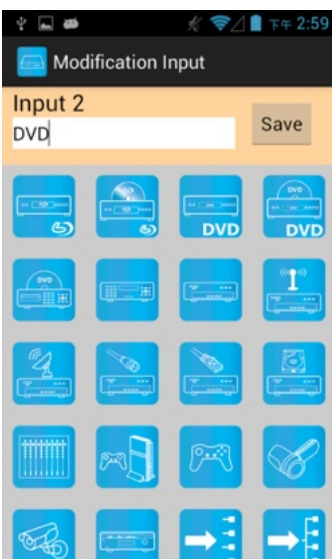 下午 2:59
Modification Input
Input 2
DVD
Save
DVD
DVD
DVD
DVD